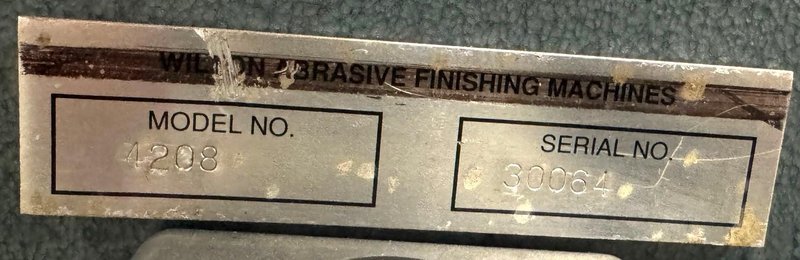 ABRASIVE FINISHING MACHINES
MODEL NO.
4208
SERIAL NO.
30064